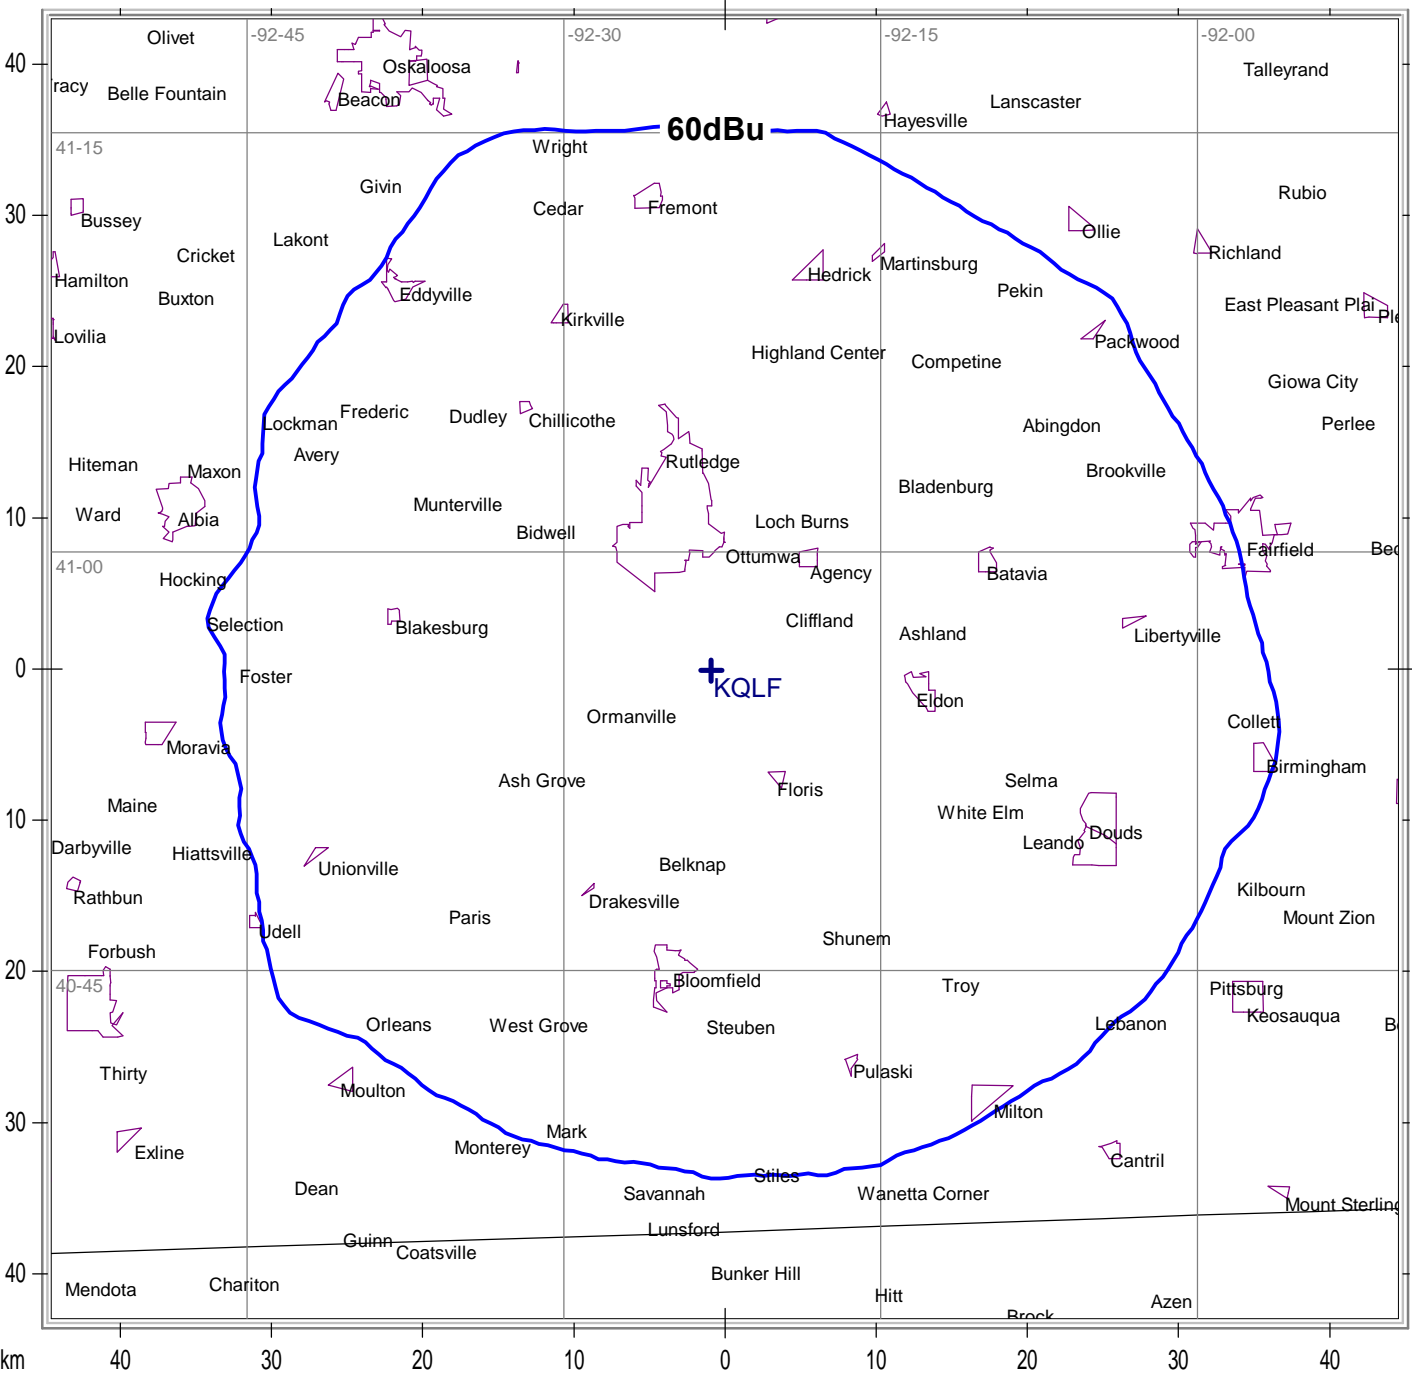 -92-45
-92-30
-92-15
-92-00
Olivet
40
Oskaloosa
Talleyrand
racy
Belle Fountain
Beacon
Lanscaster
Hayesville
60dBu
41-15
Wright
Givin
Rubio
30
Bussey
Cedar
Fremont
Ollie
Lakont
Cricket
Richland
Martinsburg
Hamilton
Hedrick
Buxton
Eddyville
Pekin
East Pleasant Plai
Ple
Kirkville
Lovilia
Packwood
20
Highland Center
Competine
Giowa City
Frederic
Dudley
Chillicothe
Lockman
Abingdon
Perlee
Avery
Hiteman
Maxon
Rutledge
Brookville
Munterville
Bladenburg
10
Ward
Albia
Bidwell
Loch Burns
Ottumwa
Fairfield
Bec
41-00
Hocking
Agency
Batavia
Selection
Blakesburg
Cliffland
Ashland
Libertyville
0
Foster
KQLF
Eldon
Ormanville
Collett
Moravia
Birmingham
Ash Grove
Floris
Selma
Maine
White Elm
10
Darbyville
Hiattsville
Leando
Douds
Unionville
Belknap
Rathbun
Drakesville
Kilbourn
Paris
Mount Zion
Udell
Shunem
Forbush
20
40-45
Bloomfield
Troy
Pittsburg
Keosauqua
Orleans
West Grove
Steuben
Lebanon
Be
Thirty
Moulton
Pulaski
30
Milton
Mark
Exline
Monterey
Cantril
Stiles
Dean
Savannah
Wanetta Corner
Mount Sterling
Lunsford
Guinn
Coatsville
40
Mendota
Chariton
Bunker Hill
Hitt
Azen
Brock
km 40 30 20 10 0 10 20 30 40